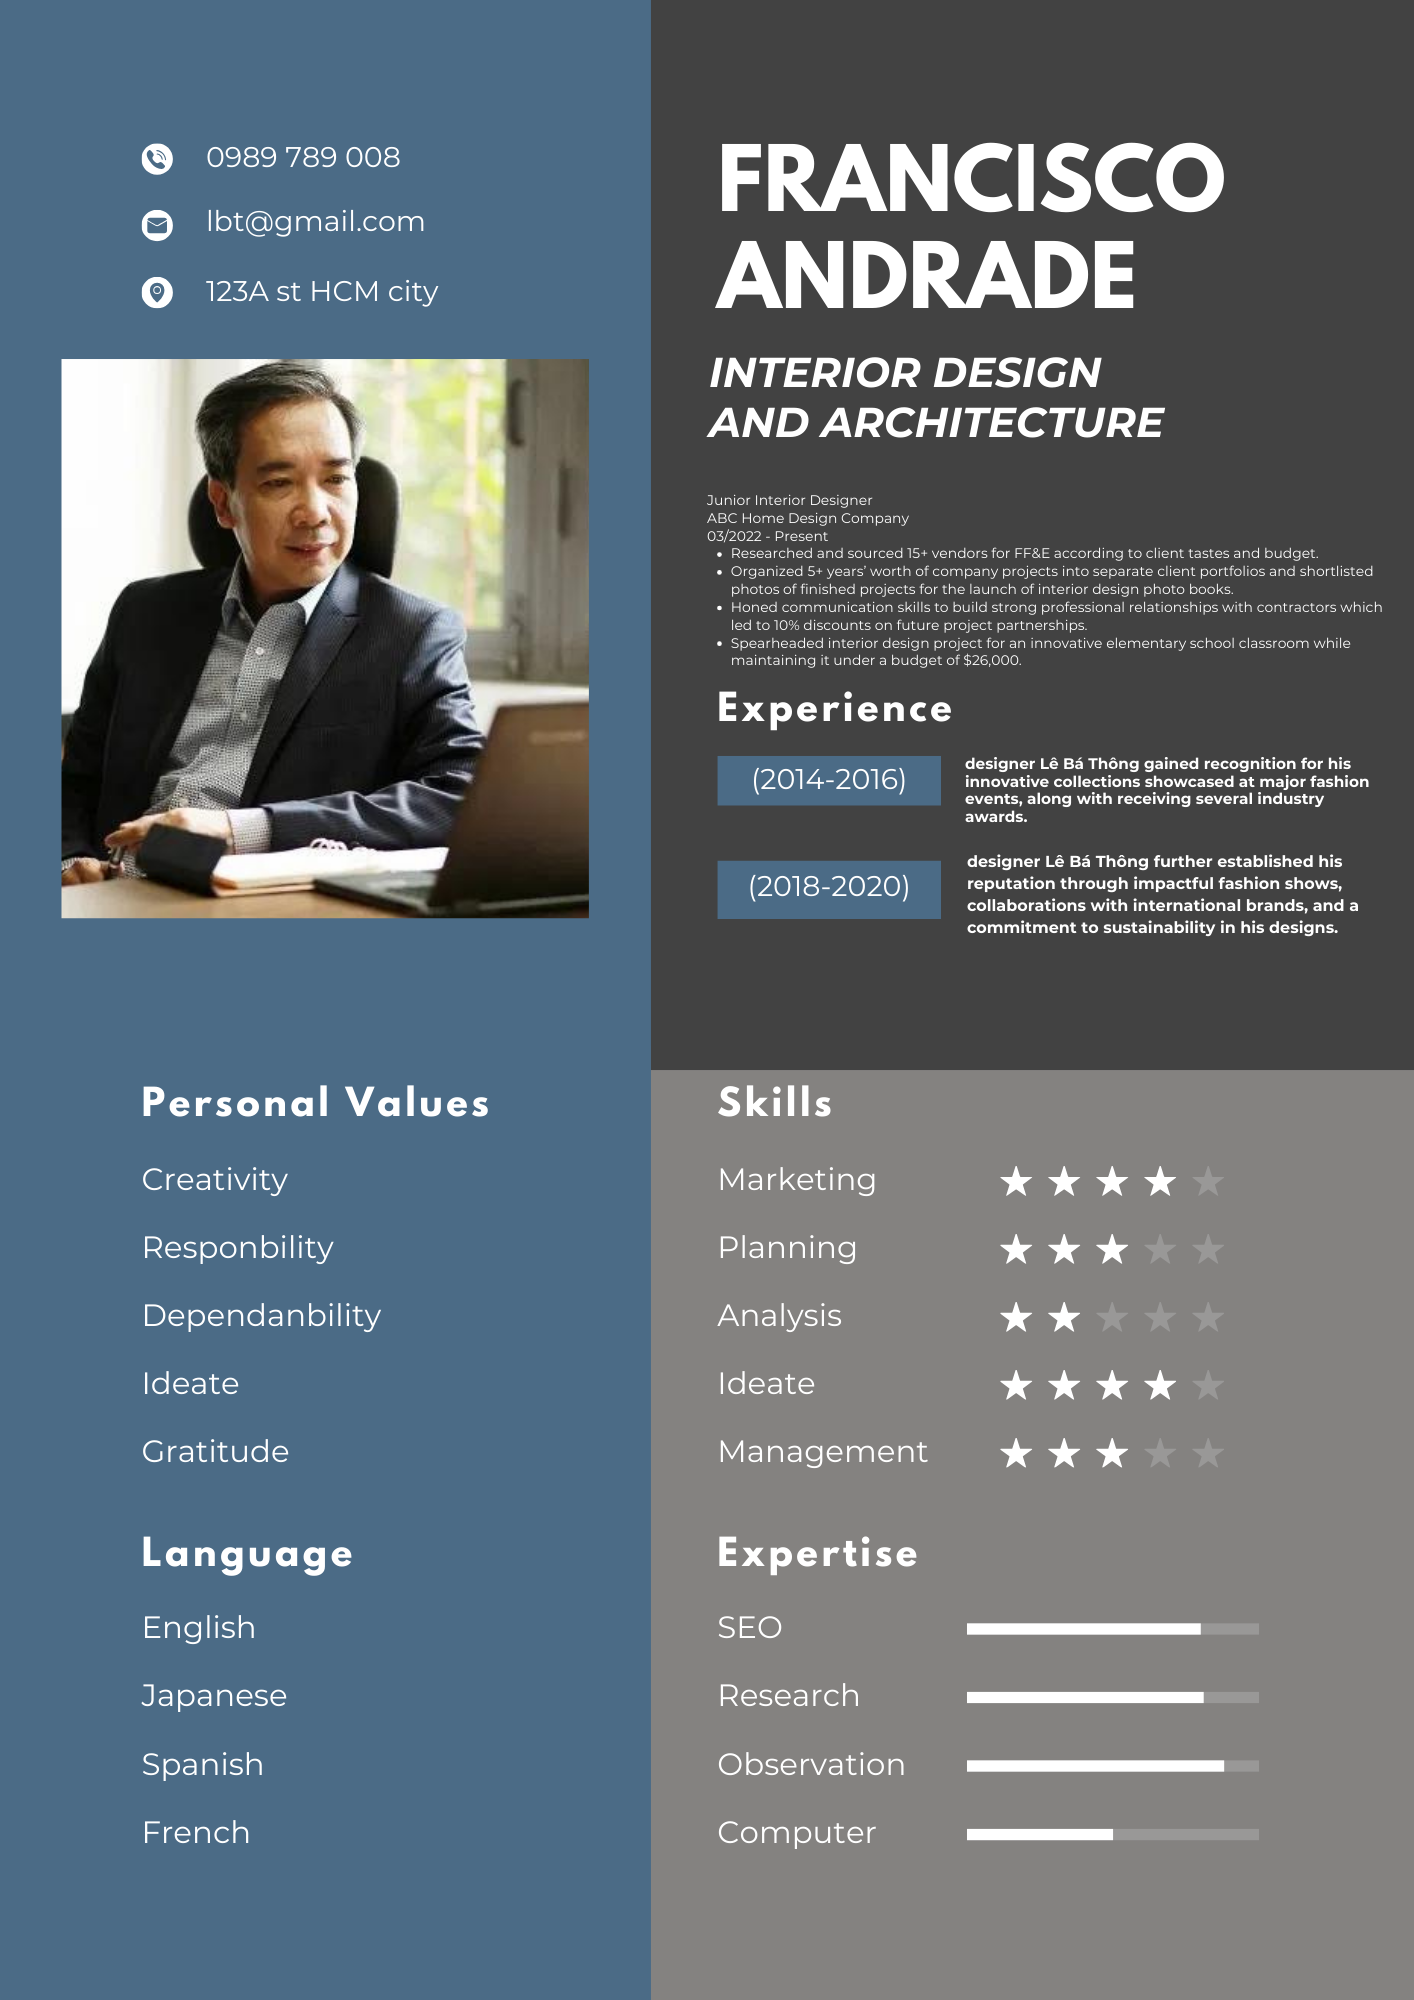 0989 789 008
lbt@gmail.com
123A st HCM city
FRANCISCO
ANDRADE
INTERIOR DESIGN
AND ARCHITECTURE
Junior Interior Designer
ABC Home Design Company
03/2022 - Present
• Researched and sourced 15+ vendors for FF&E according to client tastes and budget.
• Organized 5+ years’ worth of company projects into separate client portfolios and shortlisted
photos of finished projects for the launch of interior design photo books.
• Honed communication skills to build strong professional relationships with contractors which
led to 10% discounts on future project partnerships.
• Spearheaded interior design project for an innovative elementary school classroom while
maintaining it under a budget of $26,000.
Experience
(2014-2016)
designer Lê Bá Thông gained recognition for his
innovative collections showcased at major fashion
events, along with receiving several industry
awards.
(2018-2020)
designer Lê Bá Thông further established his
reputation through impactful fashion shows,
collaborations with international brands, and a
commitment to sustainability in his designs.
Personal Values
Creativity
Responbility
Dependanbility
Ideate
Gratitude
Language
English
Japanese
Spanish
French
Skills
Marketing
Planning
Analysis
Ideate
Management
Expertise
SEO
Research
Observation
Computer